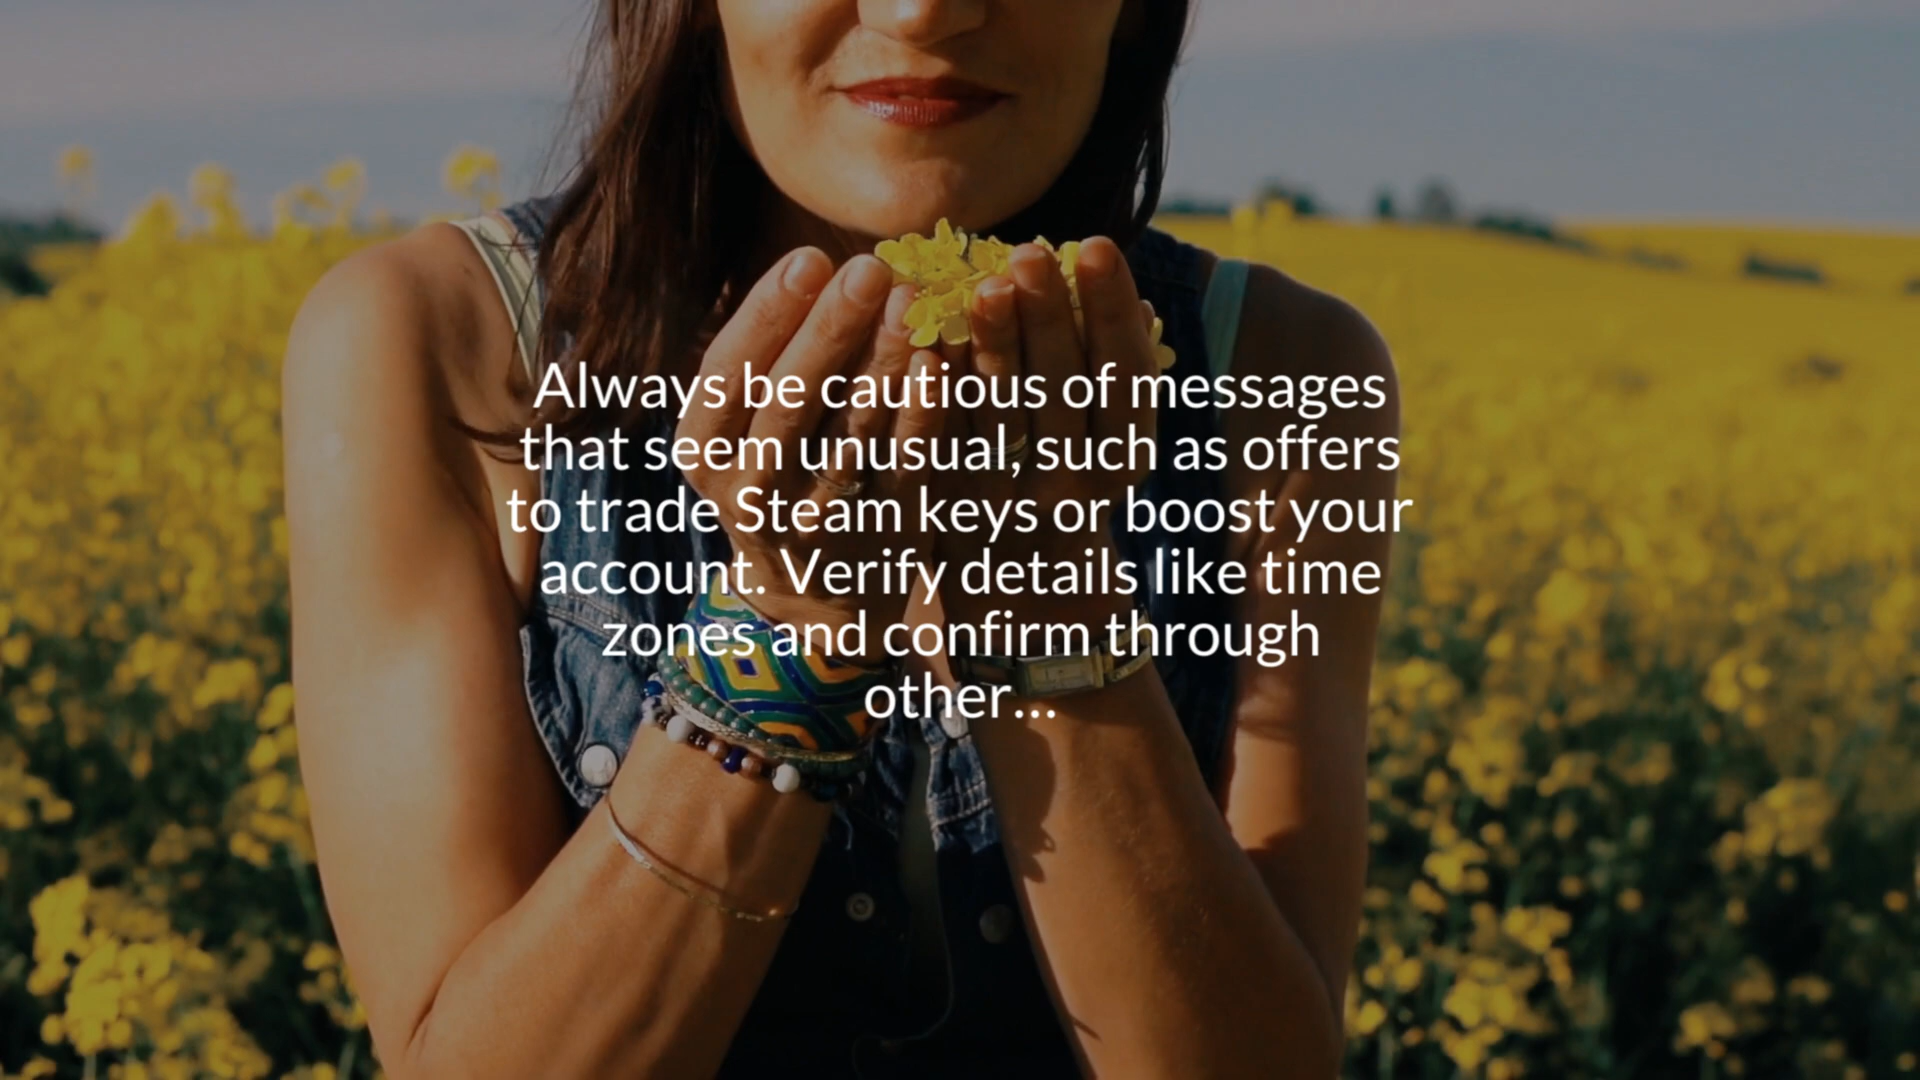 Always be cautious of messages
that seem unusual, such as offers
to trade Steam keys or boost your
account. Verify details like time
zones and confirm through
other...